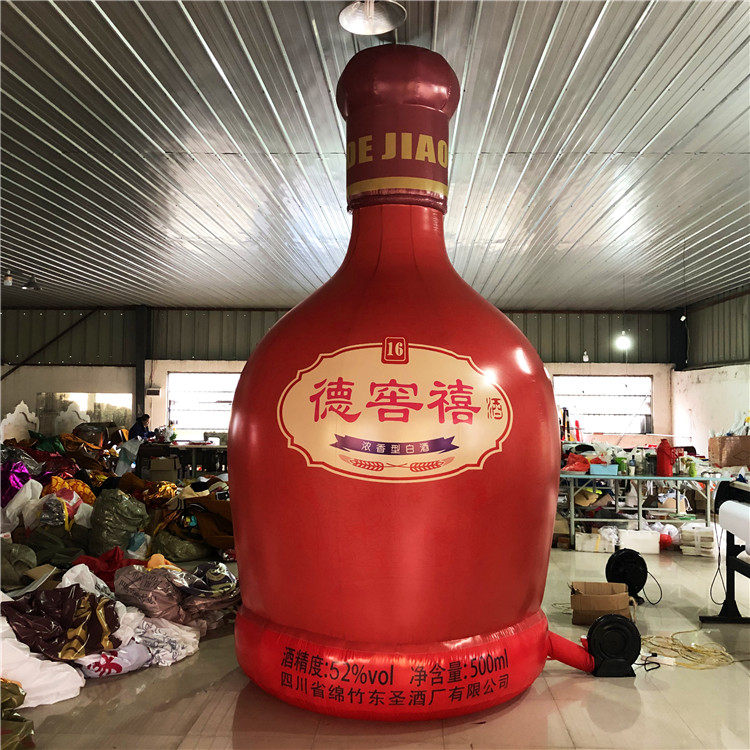 DE JIAO
16
德窖禧
酒
浓香型白酒
酒精度:52%vol 净含量:500ml
四川省绵竹东圣酒厂有限公司